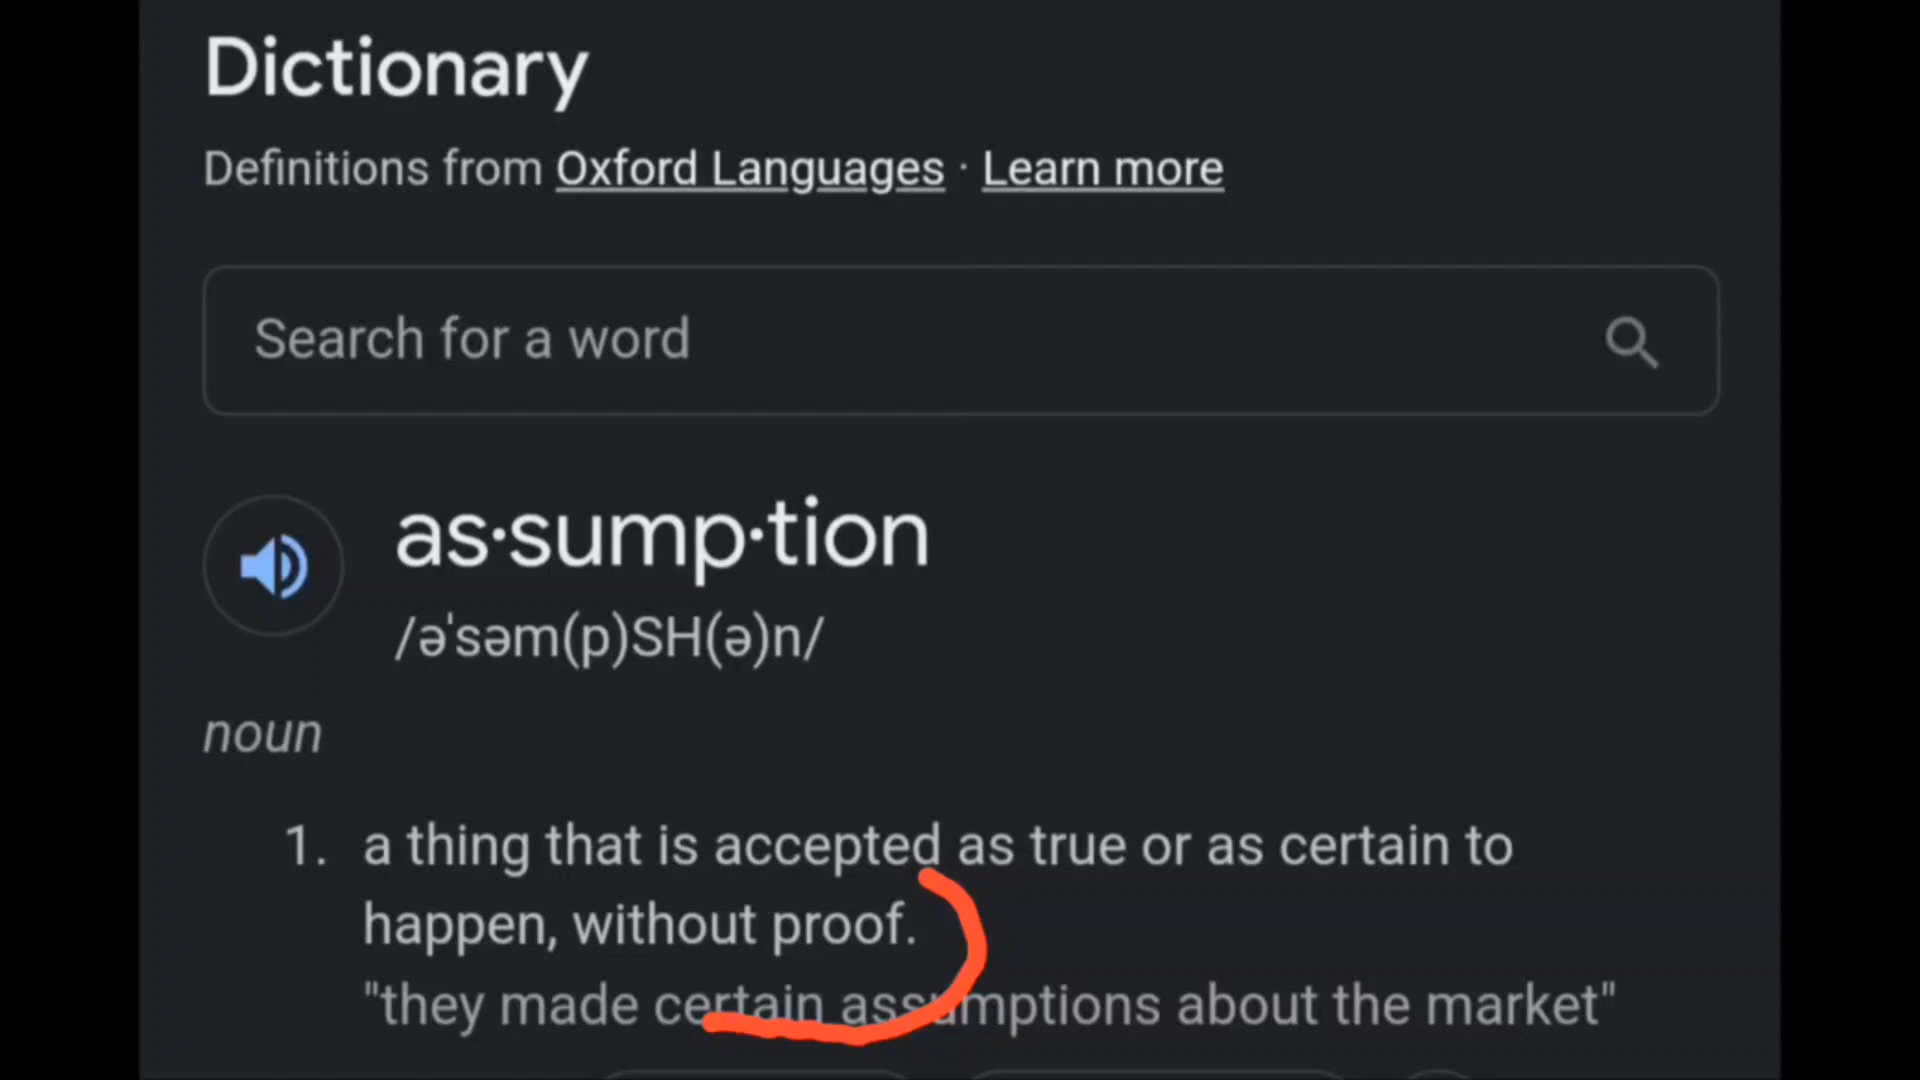 Dictionary
Definitions from Oxford Languages · Learn more
Search for a word
as·sump·tion
/əˈsəm(p)SH(ə)n/
noun
1. a thing that is accepted as true or as certain to
happen, without proof.
"they made certain assumptions about the market"